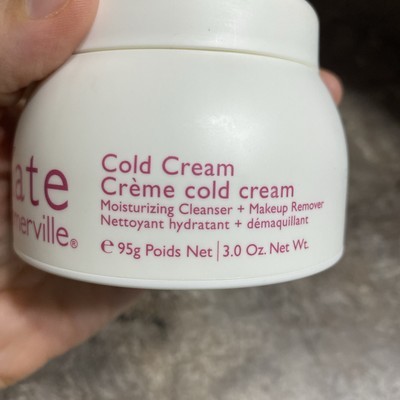 ate
merville®
Cold Cream
Crème cold cream
Moisturizing Cleanser + Makeup Remover
Nettoyant hydratant + démaquillant
℮ 95g Poids Net | 3.0 Oz. Net Wt.